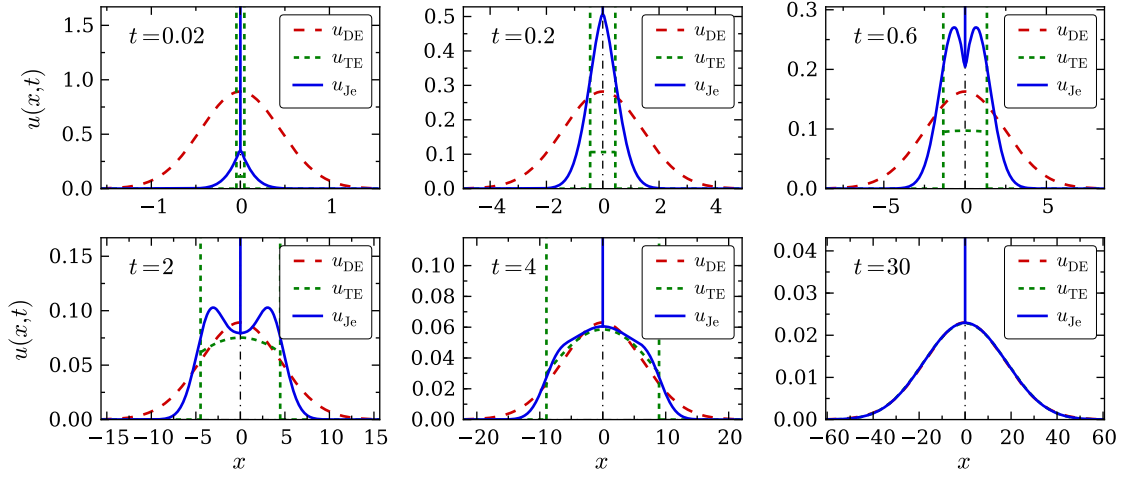 u(x,t)
t=0.02
u_DE
u_TE
u_Je
1.5
1.0
0.5
0.0
−1 0 1
t=0.2
u_DE
u_TE
u_Je
0.5
0.4
0.3
0.2
0.1
0.0
−4 −2 0 2 4
t=0.6
u_DE
u_TE
u_Je
0.3
0.2
0.1
0.0
−5 0 5
u(x,t)
t=2
u_DE
u_TE
u_Je
0.15
0.10
0.05
0.00
−15 −10 −5 0 5 10 15
x
t=4
u_DE
u_TE
u_Je
0.10
0.08
0.06
0.04
0.02
0.00
−20 −10 0 10 20
x
t=30
u_DE
u_TE
u_Je
0.04
0.03
0.02
0.01
0.00
−60 −40 −20 0 20 40 60
x